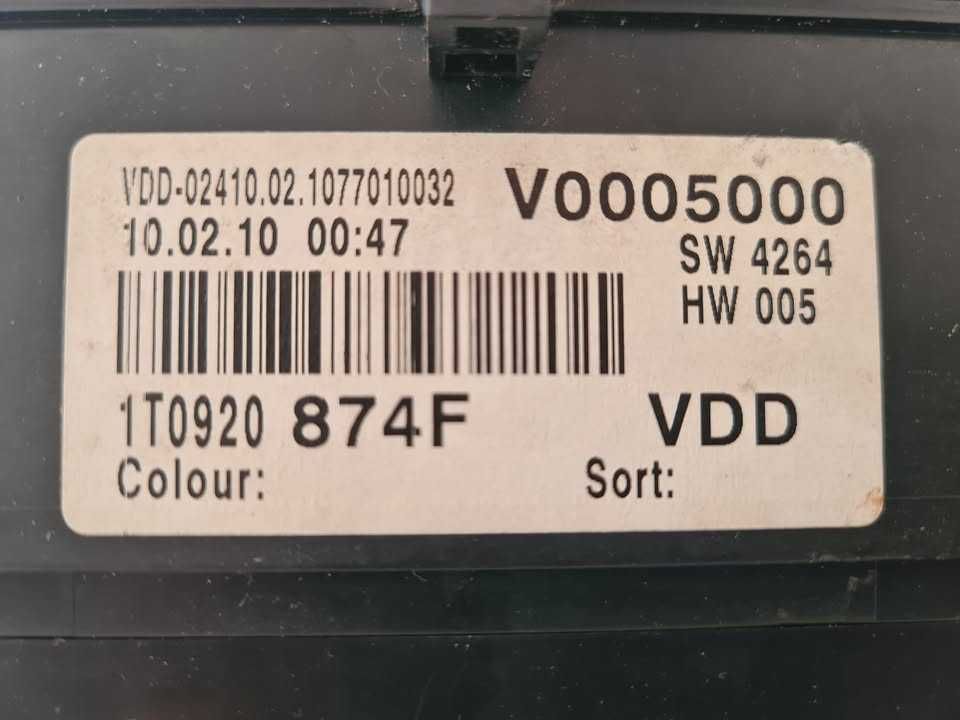 VDD-02410.02.1077010032
V0005000
10.02.10 00:47
SW 4264
HW 005
1T0920 874F
VDD
Colour:
Sort: